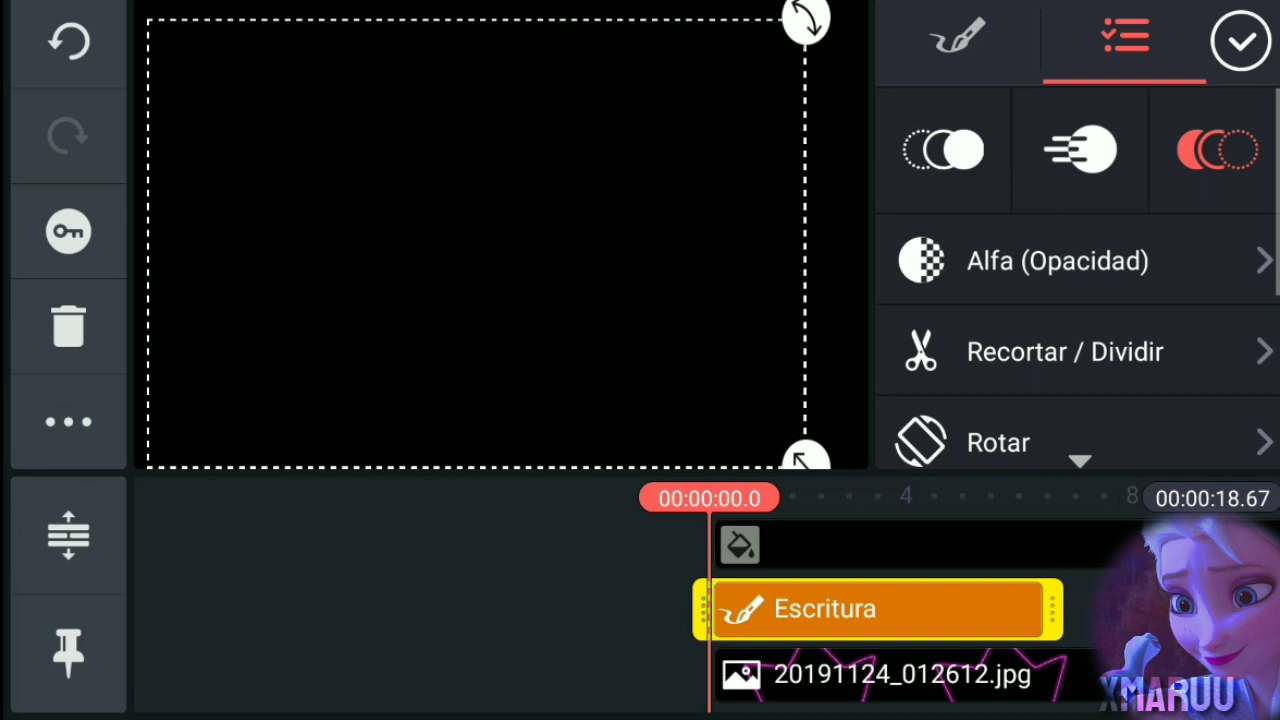 Alfa (Opacidad)
Recortar / Dividir
Rotar
00:00:00.0
4
8
00:00:18.67
Escritura
20191124_012612.jpg
XMARUU